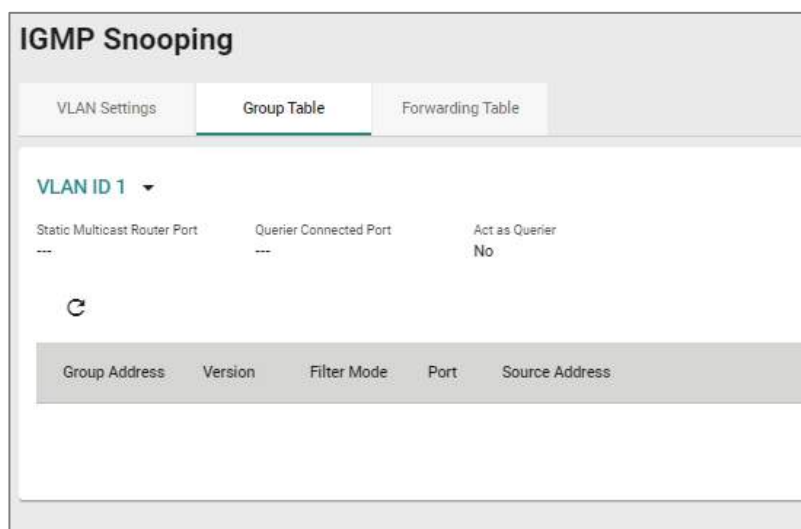 IGMP Snooping
VLAN Settings Group Table Forwarding Table
VLAN ID 1
Static Multicast Router Port Querier Connected Port Act as Querier
--- --- No
Group Address Version Filter Mode Port Source Address